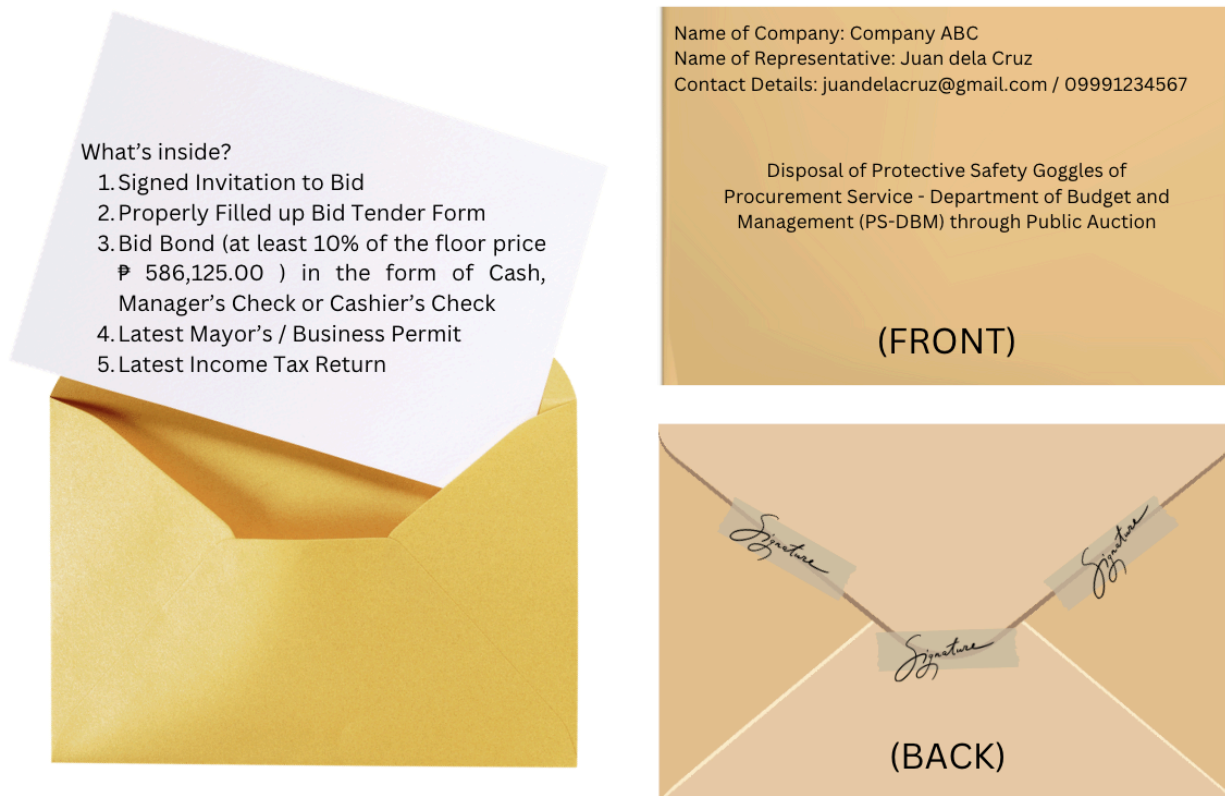 What's inside?
1. Signed Invitation to Bid
2. Properly Filled up Bid Tender Form
3. Bid Bond (at least 10% of the floor price
₱ 586,125.00 ) in the form of Cash,
Manager's Check or Cashier's Check
4. Latest Mayor's / Business Permit
5. Latest Income Tax Return
Name of Company: Company ABC
Name of Representative: Juan dela Cruz
Contact Details: juandelacruz@gmail.com / 09991234567
Disposal of Protective Safety Goggles of
Procurement Service - Department of Budget and
Management (PS-DBM) through Public Auction
(FRONT)
Signature
Signature
Signature
(BACK)